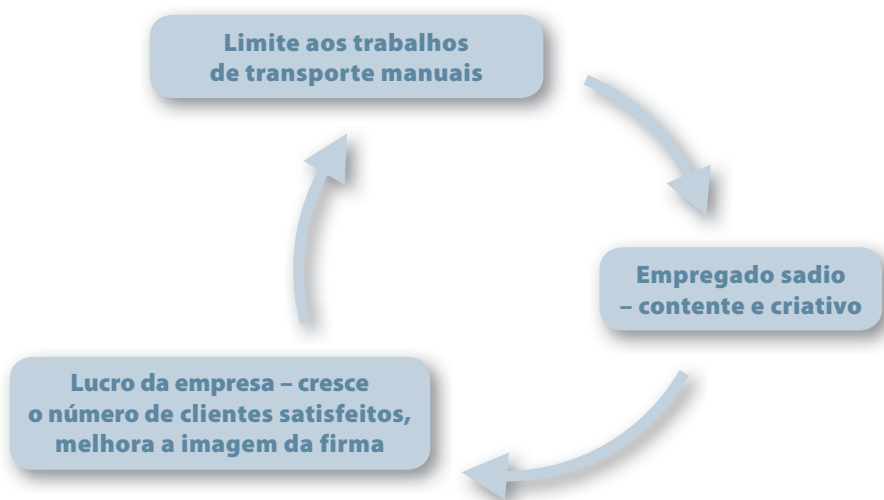 Limite aos trabalhos
de transporte manuais
Empregado sadio
– contente e criativo
Lucro da empresa – cresce
o número de clientes satisfeitos,
melhora a imagem da firma